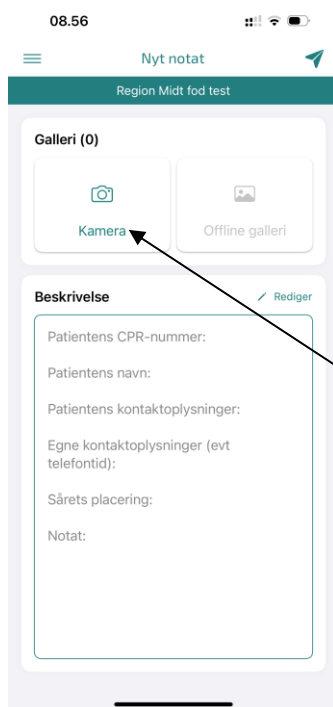 08.56
Nyt notat
Region Midt fod test
Galleri (0)
Kamera
Offline galleri
Beskrivelse
Rediger
Patientens CPR-nummer:
Patientens navn:
Patientens kontaktoplysninger:
Egne kontaktoplysninger (evt
telefontid):
Sårets placering:
Notat: